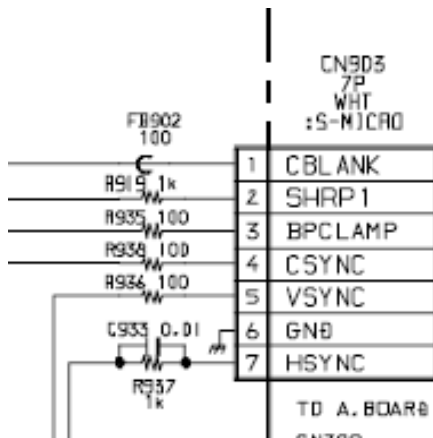 CN9D3
7P
WHT
:S-MICRO
FB902
100
1 CBLANK
R919 1k
2 SHRP1
R935 100
3 BPCLAMP
R938 100
4 CSYNC
R936 100
5 VSYNC
C933 0.01
6 GND
7 HSYNC
R937
1k
TO A.BOARD